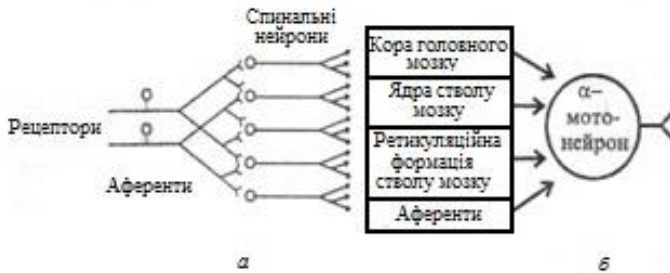 Спинальні
нейрони
Рецептори
Аференти
Кора головного
мозку
Ядра стволу
мозку
Ретикуляційна
формація
стволу мозку
Аференти
α–
мото-
нейрон
а
б